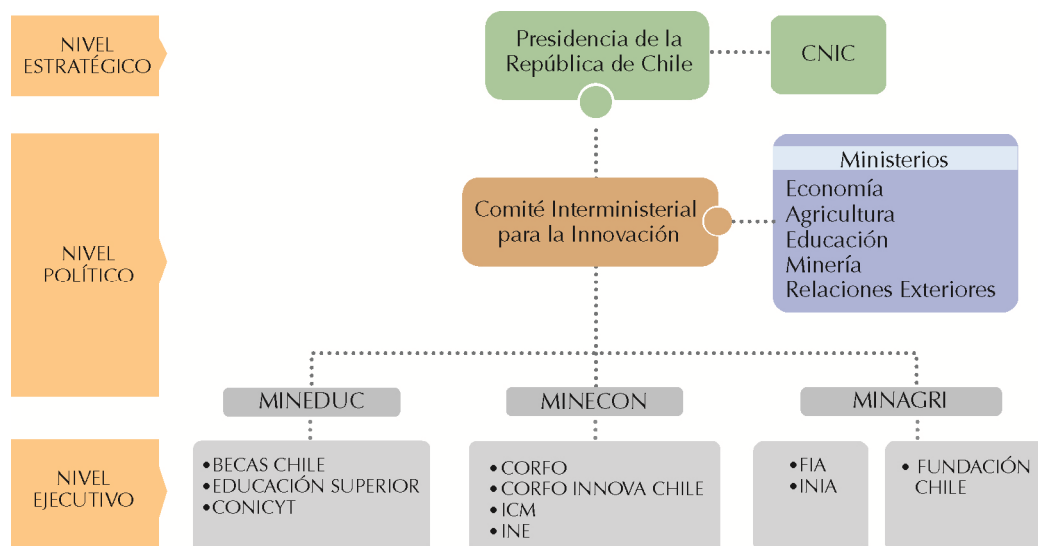 NIVEL
ESTRATÉGICO
Presidencia de la
República de Chile
CNIC
NIVEL
POLÍTICO
Comité Interministerial
para la Innovación
Ministerios
Economía
Agricultura
Educación
Minería
Relaciones Exteriores
MINEDUC
MINECON
MINAGRI
NIVEL
EJECUTIVO
•BECAS CHILE
•EDUCACIÓN SUPERIOR
•CONICYT
• CORFO
• CORFO INNOVA CHILE
• ICM
• INE
• FIA
• INIA
• FUNDACIÓN
CHILE